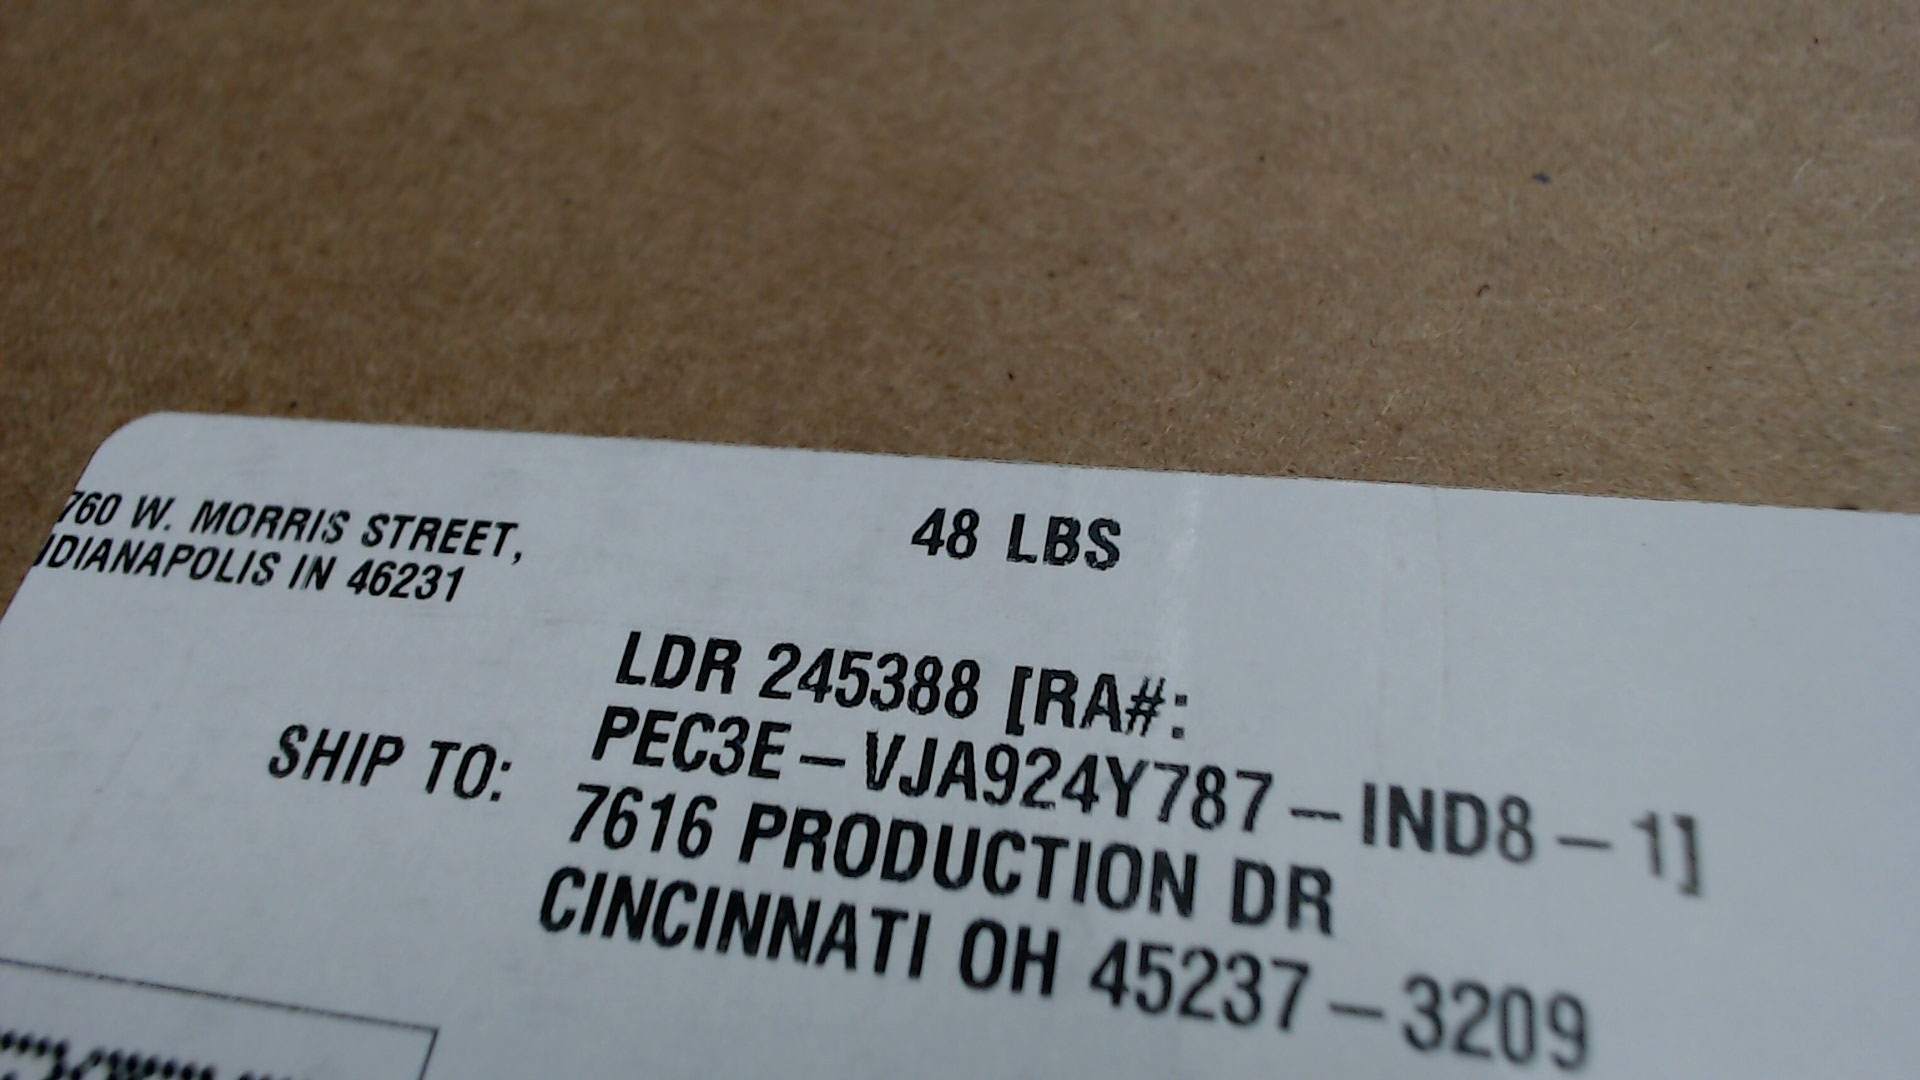 760 W. MORRIS STREET,
NDIANAPOLIS IN 46231
48 LBS
LDR 245388 [RA#:
PEC3E-VJA924Y787-IND8-1]
SHIP TO:
7616 PRODUCTION DR
CINCINNATI OH 45237-3209